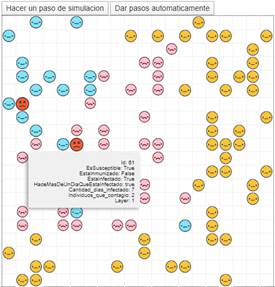 Hacer un paso de simulacion
Dar pasos automaticamente
id: 61
EsSusceptible: True
EstaInmunizado: False
EstaInfectado: True
HaceMasDeUnDiaQueEstaInfectado: true
Cantidad_dias_infectado: 7
Individuos_que_contagio: 2
Layer: 1